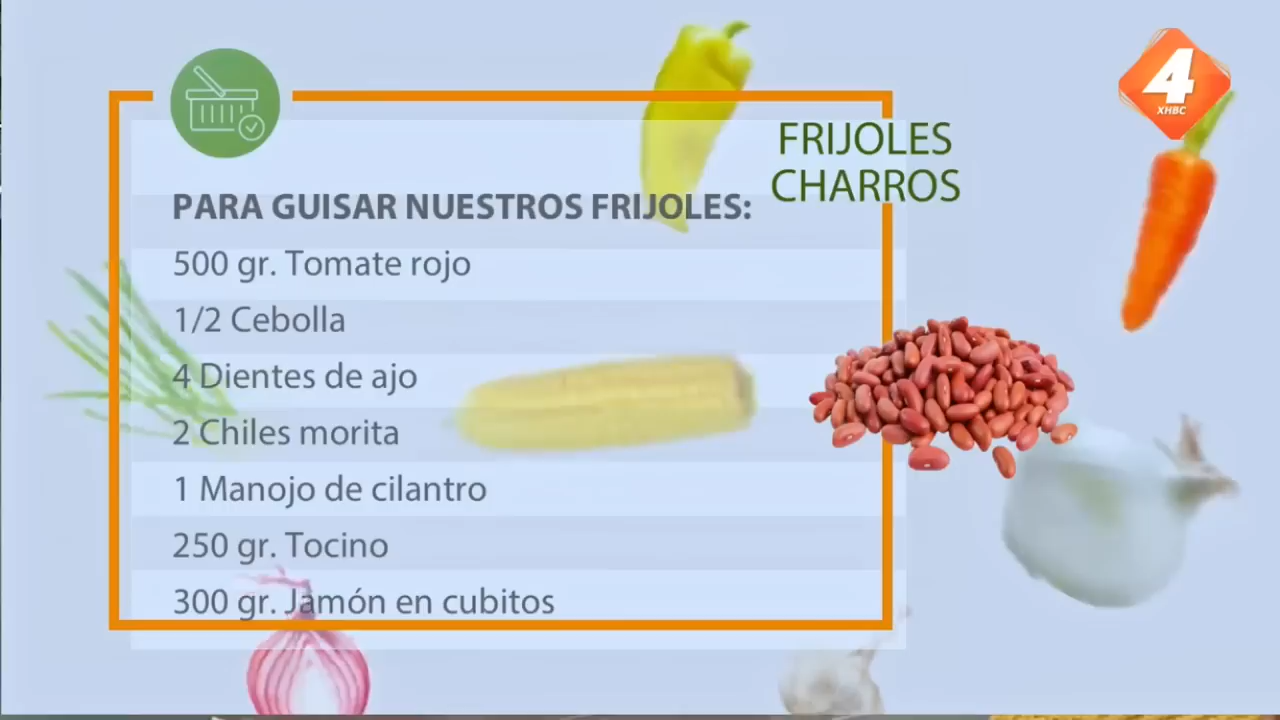 4
XHBC
FRIJOLES
CHARROS
PARA GUISAR NUESTROS FRIJOLES:
500 gr. Tomate rojo
1/2 Cebolla
4 Dientes de ajo
2 Chiles morita
1 Manojo de cilantro
250 gr. Tocino
300 gr. Jamón en cubitos